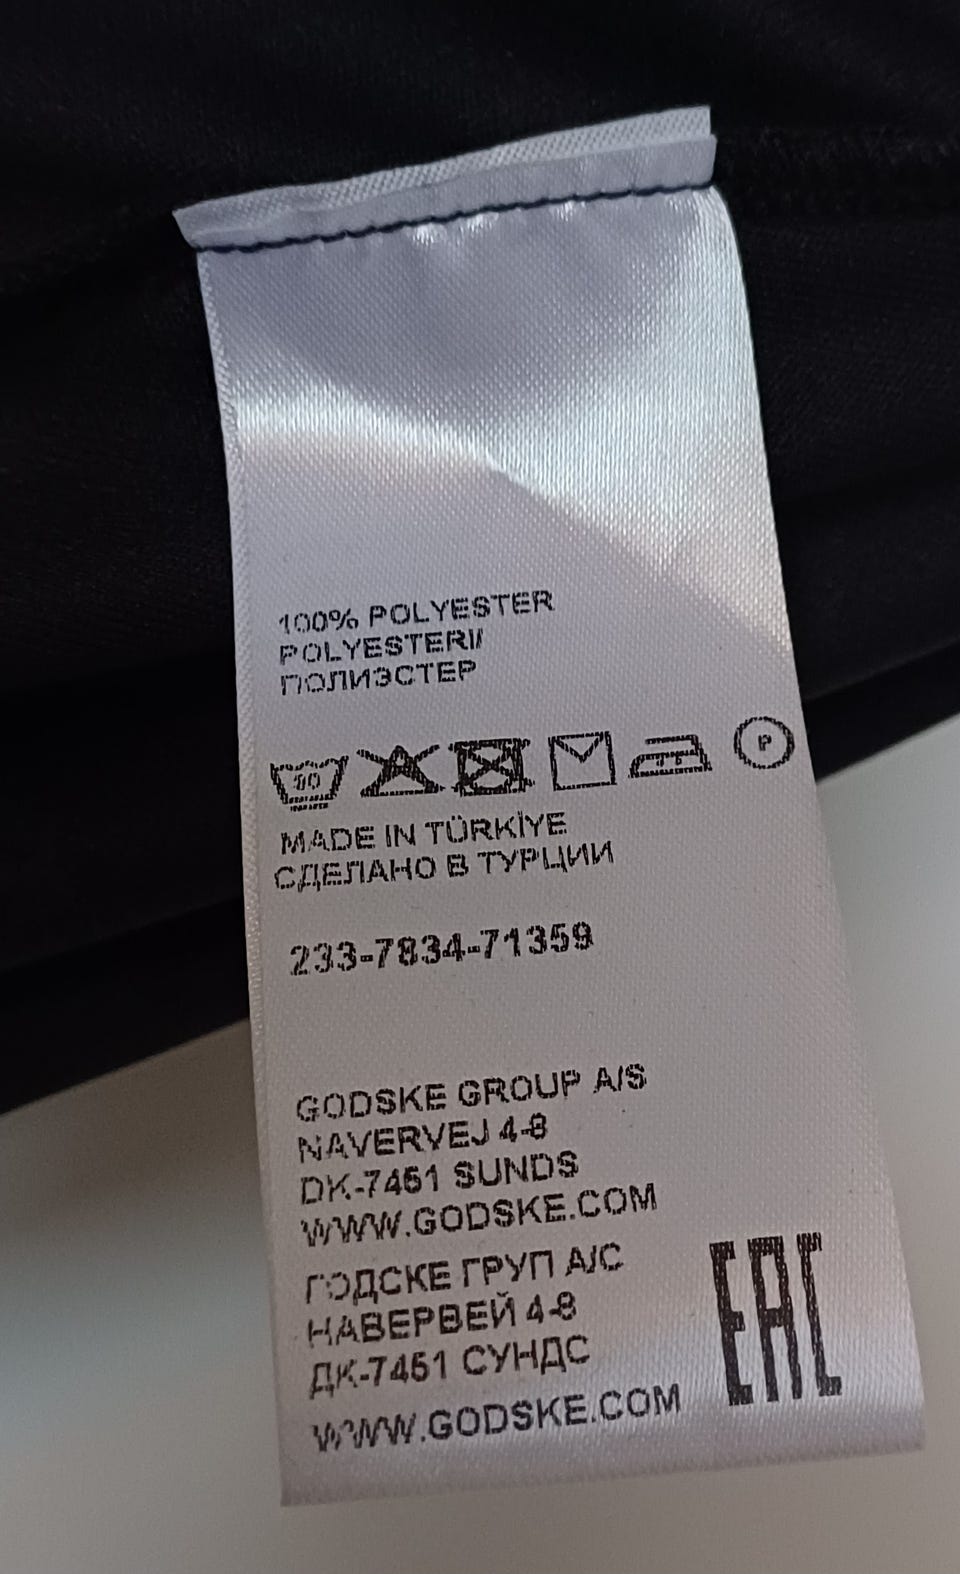 100% POLYESTER
POLYESTERI/
ПОЛИЭСТЕР
30
P
MADE IN TÜRKİYE
СДЕЛАНО В ТУРЦИИ
233-7834-71359
GODSKE GROUP A/S
NAVERVEJ 4-8
DK-7451 SUNDS
WWW.GODSKE.COM
ГОДСКЕ ГРУП А/С
НАВЕРВЕЙ 4-8
ДК-7451 СУНДС
WWW.GODSKE.COM
EAC